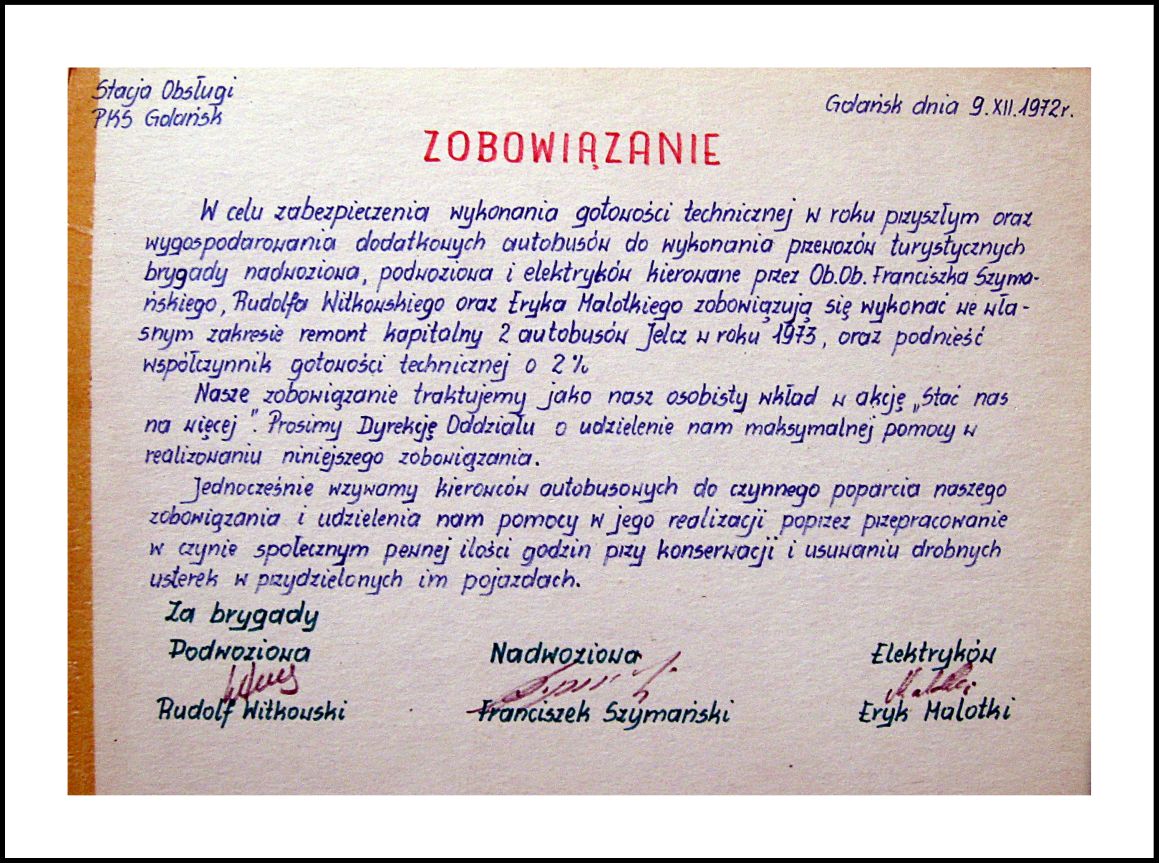 Stacja Obsługi
PKS Gdańsk
Gdańsk dnia 9.XII.1972r.
ZOBOWIĄZANIE
W celu zabezpieczenia wykonania gotowości technicznej w roku przyszłym oraz
wygospodarowania dodatkowych autobusów do wykonania przewozów turystycznych
brygady nadwoziowa, podwoziowa i elektryków kierowane przez Ob.Ob. Franciszka Szyma-
ńskiego, Rudolfa Witkowskiego oraz Eryka Malotkiego zobowiązują się wykonać we wła-
snym zakresie remont kapitalny 2 autobusów Jelcz w roku 1973, oraz podnieść
współczynnik gotowości technicznej o 2%
Nasze zobowiązanie traktujemy jako nasz osobisty wkład w akcję „Stać nas
na więcej". Prosimy Dyrekcję Oddziału o udzielenie nam maksymalnej pomocy w
realizowaniu niniejszego zobowiązania.
Jednocześnie wzywamy kierowców autobusowych do czynnego poparcia naszego
zobowiązania i udzielenia nam pomocy w jego realizacji poprzez przepracowanie
w czynie społecznym pewnej ilości godzin przy konserwacji i usuwaniu drobnych
usterek w przydzielonych im pojazdach.
Za brygady
Podwoziowa Nadwoziowa Elektryków
Rudolf Witkowski Franciszek Szymański Eryk Malotki